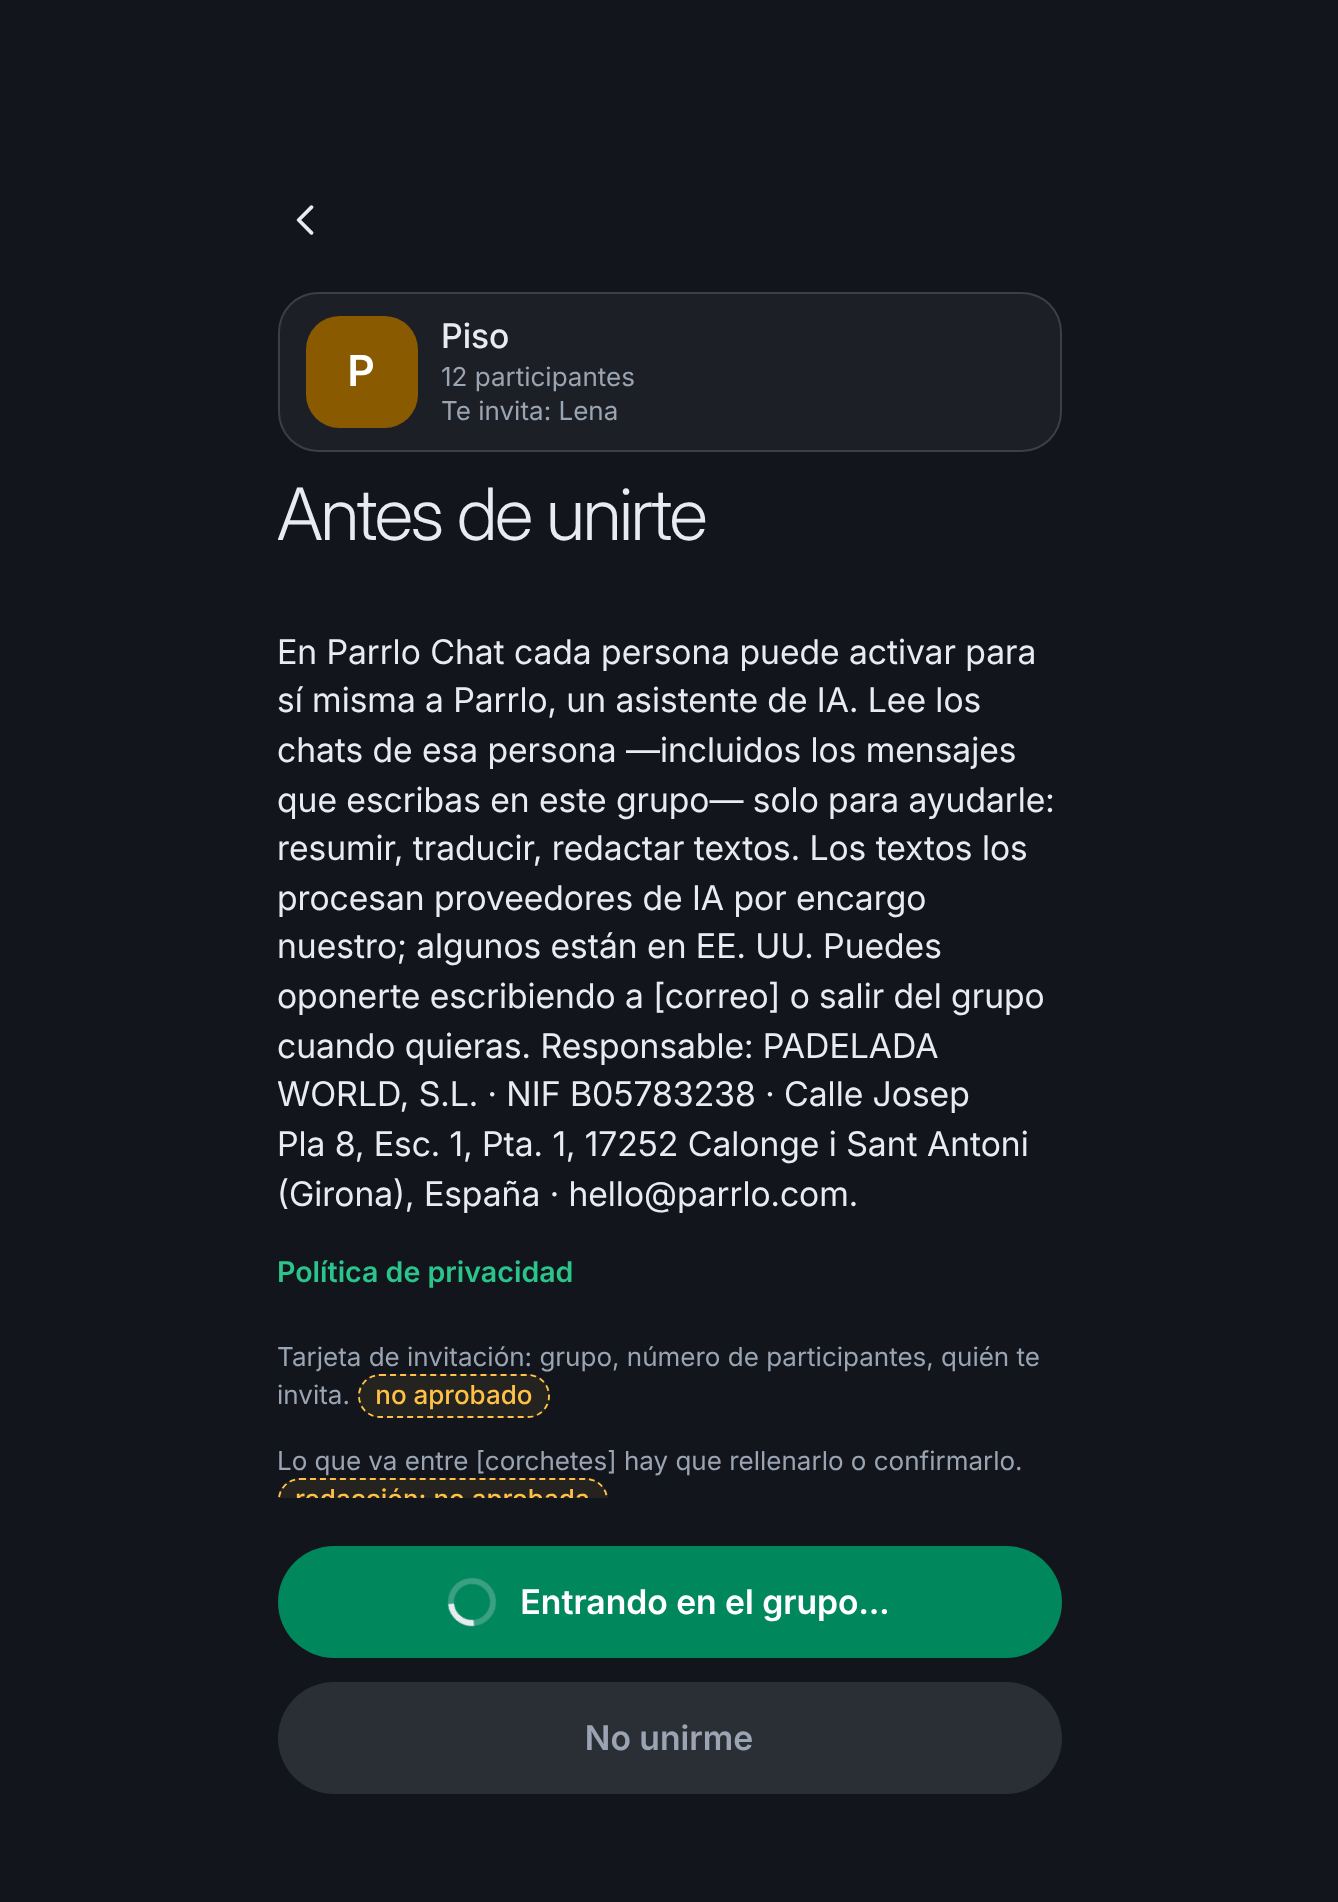 P
Piso
12 participantes
Te invita: Lena
Antes de unirte
En Parrlo Chat cada persona puede activar para
sí misma a Parrlo, un asistente de IA. Lee los
chats de esa persona —incluidos los mensajes
que escribas en este grupo— solo para ayudarle:
resumir, traducir, redactar textos. Los textos los
procesan proveedores de IA por encargo
nuestro; algunos están en EE. UU. Puedes
oponerte escribiendo a [correo] o salir del grupo
cuando quieras. Responsable: PADELADA
WORLD, S.L. · NIF B05783238 · Calle Josep
Pla 8, Esc. 1, Pta. 1, 17252 Calonge i Sant Antoni
(Girona), España · hello@parrlo.com.
Política de privacidad
Tarjeta de invitación: grupo, número de participantes, quién te
invita. no aprobado
Lo que va entre [corchetes] hay que rellenarlo o confirmarlo.
redacción: no aprobada
Entrando en el grupo...
No unirme